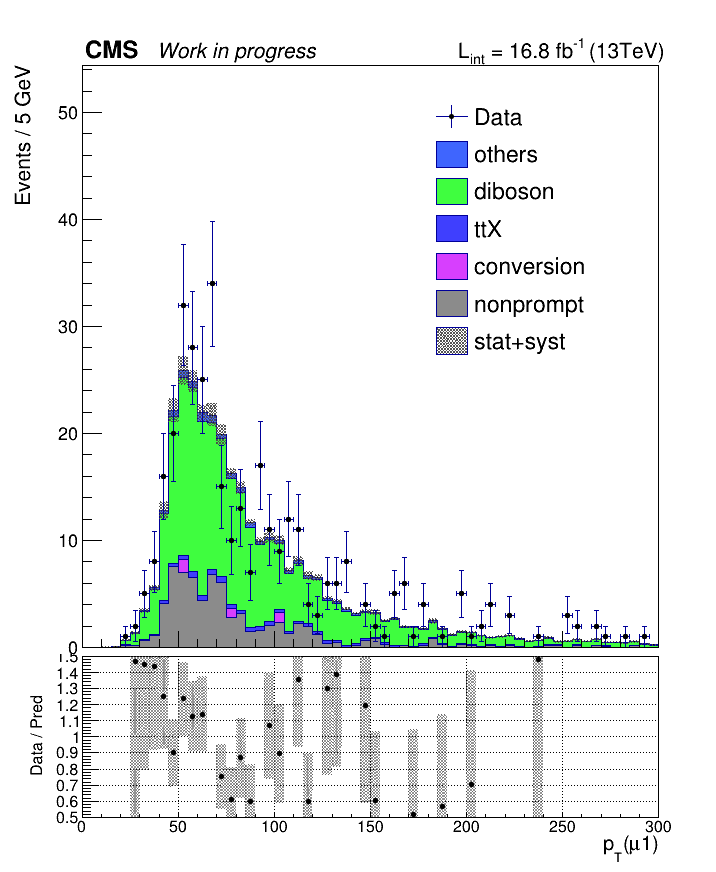 CMS Work in progress L_int = 16.8 fb^-1 (13TeV)
Events / 5 GeV
50
40
30
20
10
0
Data
others
diboson
ttX
conversion
nonprompt
stat+syst
Data / Pred
1.5
1.4
1.3
1.2
1.1
1
0.9
0.8
0.7
0.6
0.5
0 50 100 150 200 250 300
p_T(μ1)